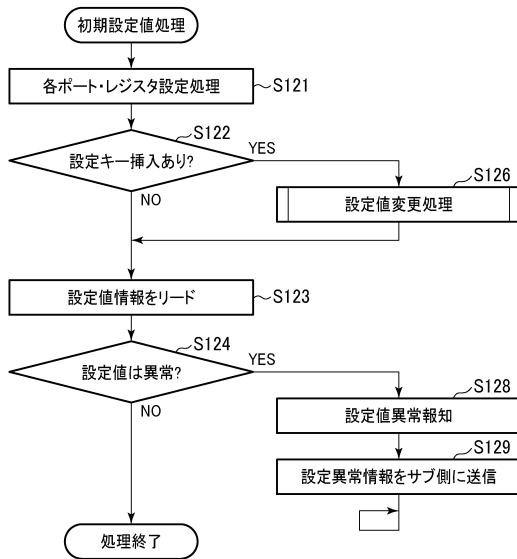 初期設定値処理
各ポート・レジスタ設定処理
S121
S122
設定キー挿入あり?
YES
NO
S126
設定値変更処理
設定値情報をリード
S123
S124
設定値は異常?
YES
NO
S128
設定値異常報知
S129
設定異常情報をサブ側に送信
処理終了